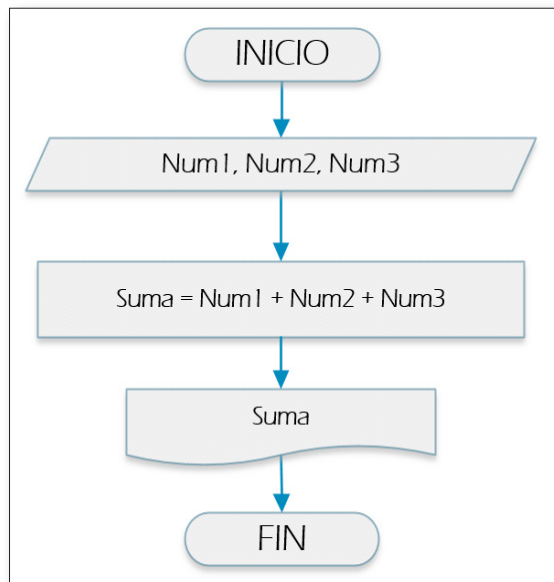 INICIO
Num1, Num2, Num3
Suma = Num1 + Num2 + Num3
Suma
FIN